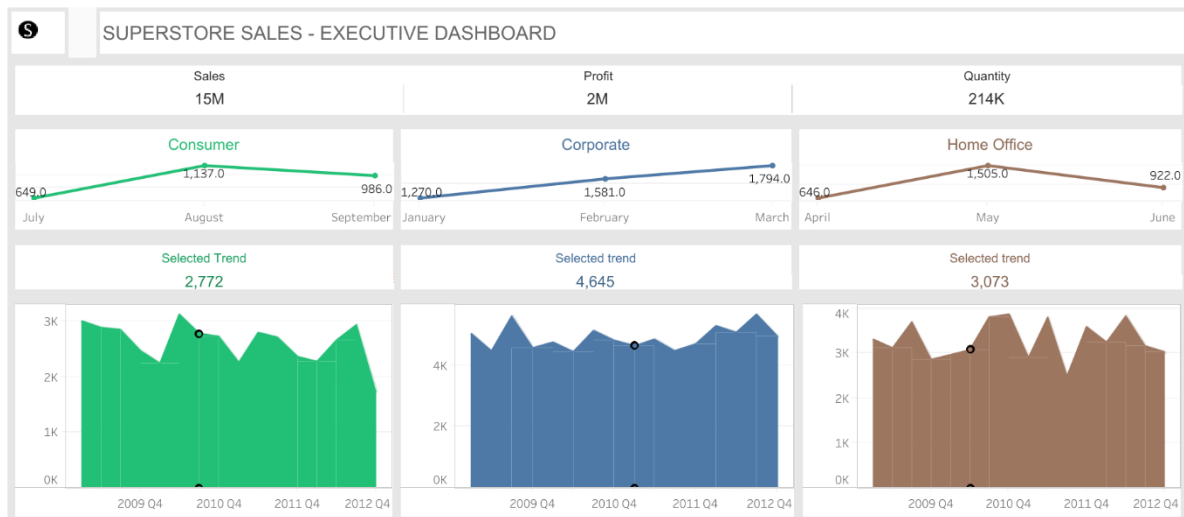 S
SUPERSTORE SALES - EXECUTIVE DASHBOARD
Sales
15M
Profit
2M
Quantity
214K
Consumer
649.0
1,137.0
986.0
July
August
September
Corporate
1,270.0
1,581.0
1,794.0
January
February
March
Home Office
646.0
1,505.0
922.0
April
May
June
Selected Trend
2,772
Selected trend
4,645
Selected trend
3,073
3K
2K
1K
0K
2009 Q4
2010 Q4
2011 Q4
2012 Q4
4K
2K
0K
2009 Q4
2010 Q4
2011 Q4
2012 Q4
4K
3K
2K
1K
0K
2009 Q4
2010 Q4
2011 Q4
2012 Q4